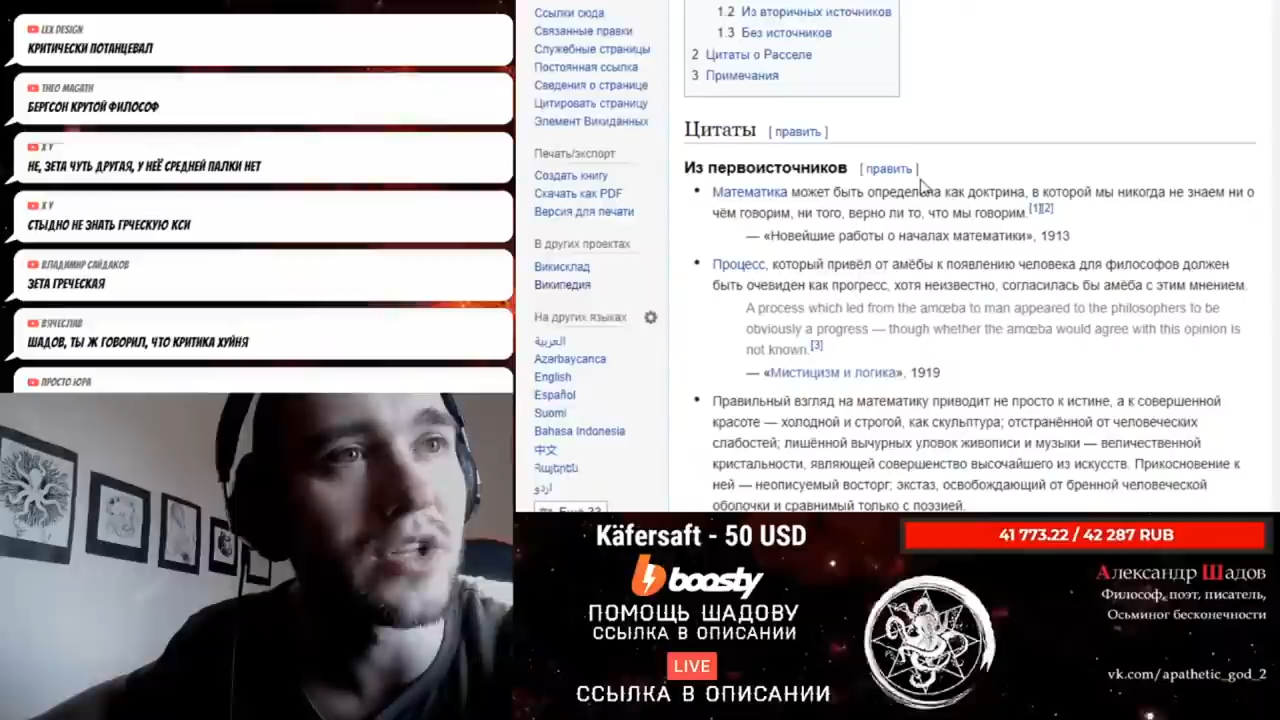 LEX DESIGN
КРИТИЧЕСКИ ПОТАНЦЕВАЛ
THEO MAGATH
БЕРГСОН КРУТОЙ ФИЛОСОФ
X Y
НЕ, ЗЕТА ЧУТЬ ДРУГАЯ, У НЕЁ СРЕДНЕЙ ПАЛКИ НЕТ
X Y
СТЫДНО НЕ ЗНАТЬ ГРЧЕСКУЮ КСИ
ВЛАДИМИР САЙДАКОВ
ЗЕТА ГРЕЧЕСКАЯ
ВЯЧЕСЛАВ
ШАДОВ, ТЫ Ж ГОВОРИЛ, ЧТО КРИТИКА ХУЙНЯ
ПРОСТО ЮРА
Ссылки сюда
Связанные правки
Служебные страницы
Постоянная ссылка
Сведения о странице
Цитировать страницу
Элемент Викиданных
Печать/экспорт
Создать книгу
Скачать как PDF
Версия для печати
В других проектах
Викисклад
Википедия
На других языках
العربية
Azərbaycanca
English
Español
Suomi
Bahasa Indonesia
中文
Հայերեն
اردو
1.2 Из вторичных источников
1.3 Без источников
2 Цитаты о Расселе
3 Примечания
Цитаты [ править ]
Из первоисточников [ править ]
• Математика может быть определена как доктрина, в которой мы никогда не знаем ни о
чём говорим, ни того, верно ли то, что мы говорим.[1][2]
— «Новейшие работы о началах математики», 1913
• Процесс, который привёл от амёбы к появлению человека для философов должен
быть очевиден как прогресс, хотя неизвестно, согласилась бы амёба с этим мнением.
A process which led from the amœba to man appeared to the philosophers to be
obviously a progress — though whether the amœba would agree with this opinion is
not known.[3]
— «Мистицизм и логика», 1919
• Правильный взгляд на математику приводит не просто к истине, а к совершенной
красоте — холодной и строгой, как скульптура; отстранённой от человеческих
слабостей; лишённой вычурных уловок живописи и музыки — величественной
кристальности, являющей совершенство высочайшего из искусств. Прикосновение к
ней — неописуемый восторг; экстаз, освобождающий от бренной человеческой
оболочки и сравнимый только с поэзией.
Käfersaft - 50 USD
boosty
ПОМОЩЬ ШАДОВУ
ССЫЛКА В ОПИСАНИИ
LIVE
ССЫЛКА В ОПИСАНИИ
41 773.22 / 42 287 RUB
Александр Шадов
Философ, поэт, писатель,
Осьминог бесконечности
vk.com/apathetic_god_2